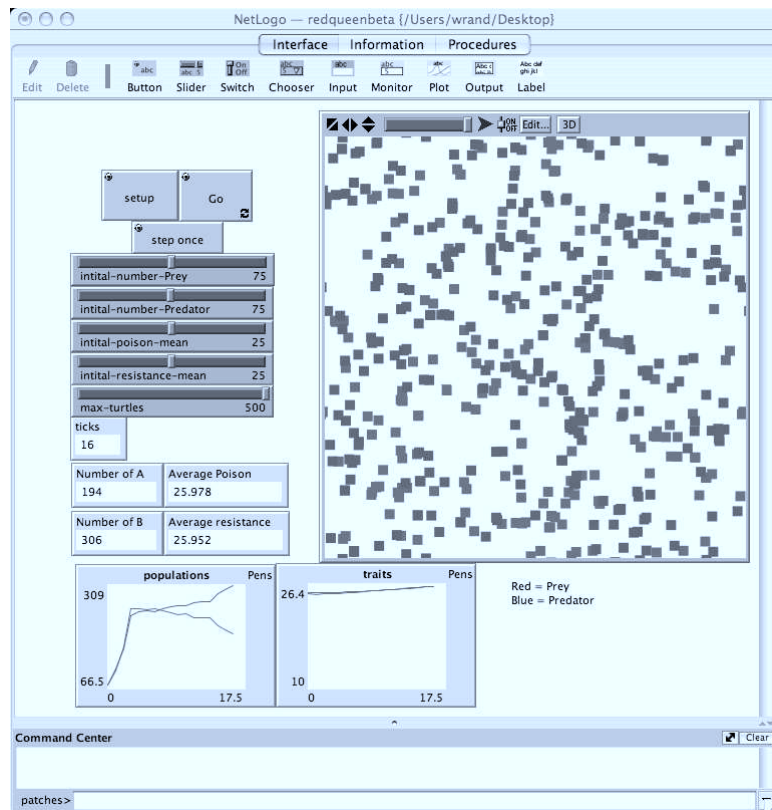 NetLogo — redqueenbeta {/Users/wrand/Desktop}
Interface Information Procedures
Edit Delete Button Slider Switch Chooser Input Monitor Plot Output Label
ON
OFF
Edit... 3D
setup
Go
step once
intital-number-Prey 75
intital-number-Predator 75
intital-poison-mean 25
intital-resistance-mean 25
max-turtles 500
ticks
16
Number of A Average Poison
194 25.978
Number of B Average resistance
306 25.952
populations Pens
309
66.5
0 17.5
traits Pens
26.4
10
0 17.5
Red = Prey
Blue = Predator
Command Center Clear
patches>